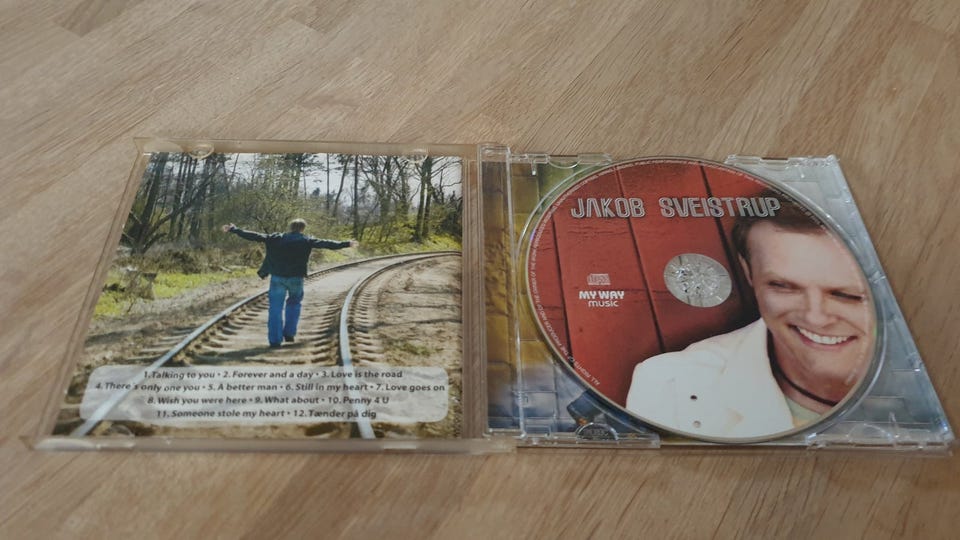 1.Talking to you • 2. Forever and a day • 3. Love is the road
4. There's only one you • 5. A better man • 6. Still in my heart • 7. Love goes on
8. Wish you were here • 9. What about • 10. Penny 4 U
11. Someone stole my heart • 12. Tænder på dig
JAKOB SVEISTRUP
MY WAY
music